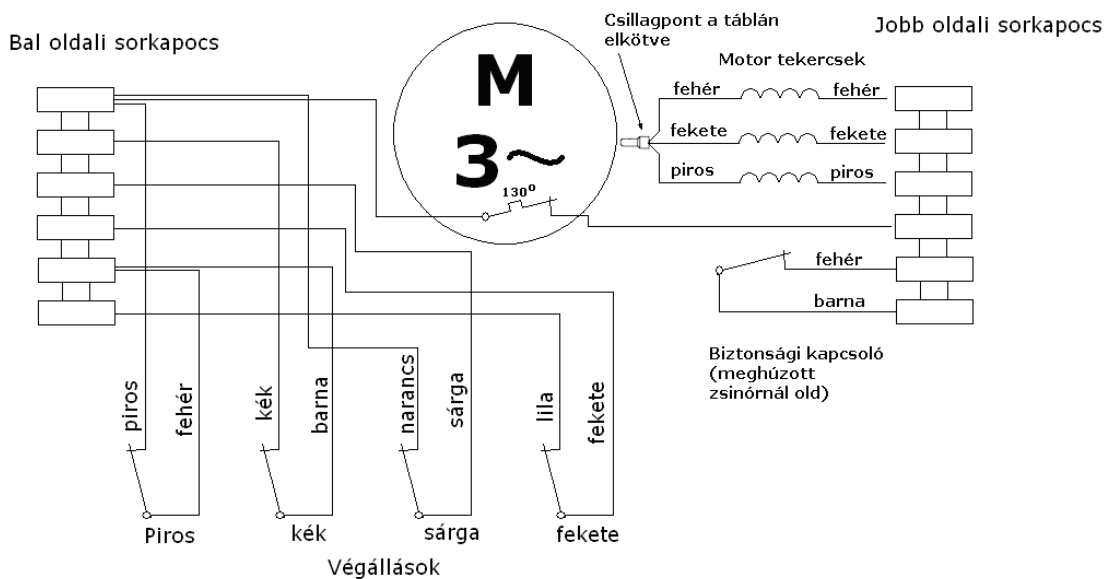 Bal oldali sorkapocs
M
3~
130°
Csillagpont a táblán
elkötve
Jobb oldali sorkapocs
Motor tekercsek
fehér fehér
fekete fekete
piros piros
fehér
barna
Biztonsági kapcsoló
(meghúzott
zsinórnál old)
piros
fehér
kék
barna
narancs
sárga
lila
fekete
Piros
kék
sárga
fekete
Végállások